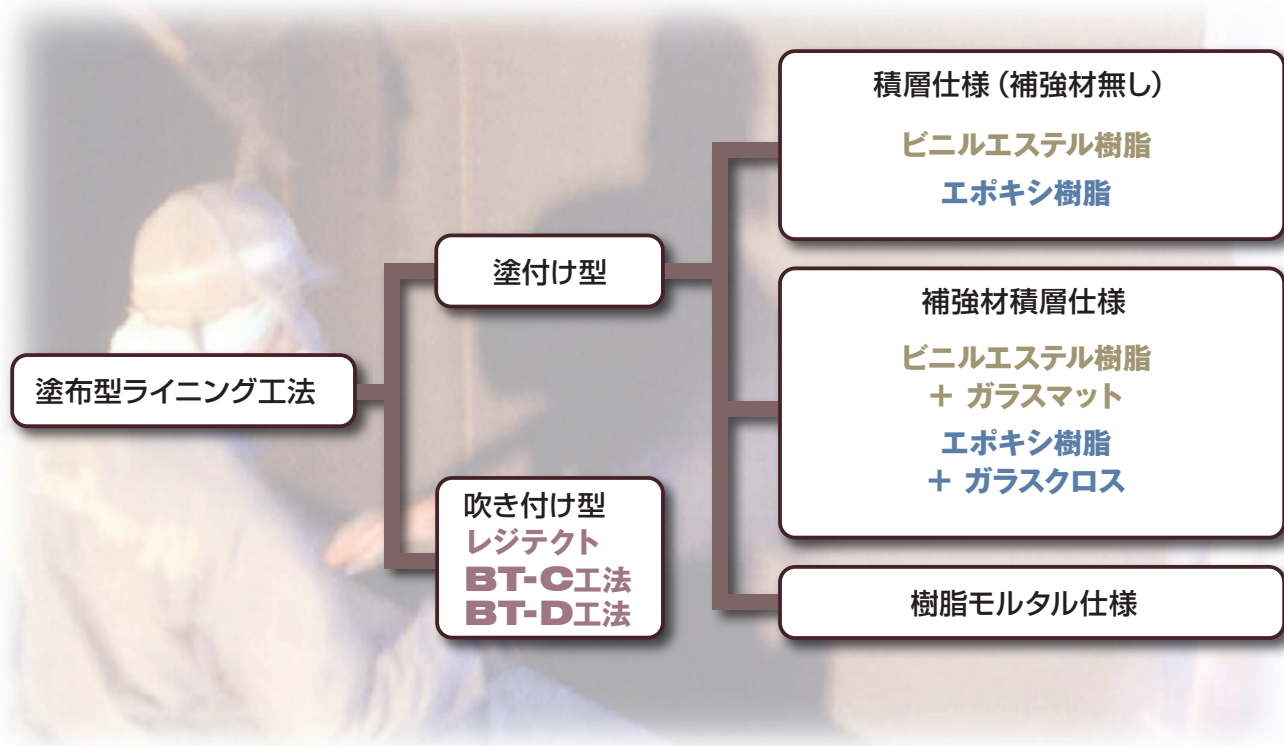 塗布型ライニング工法
塗付け型
吹き付け型
レジテクト
BT-C工法
BT-D工法
積層仕様（補強材無し）
ビニルエステル樹脂
エポキシ樹脂
補強材積層仕様
ビニルエステル樹脂
＋ ガラスマット
エポキシ樹脂
＋ ガラスクロス
樹脂モルタル仕様